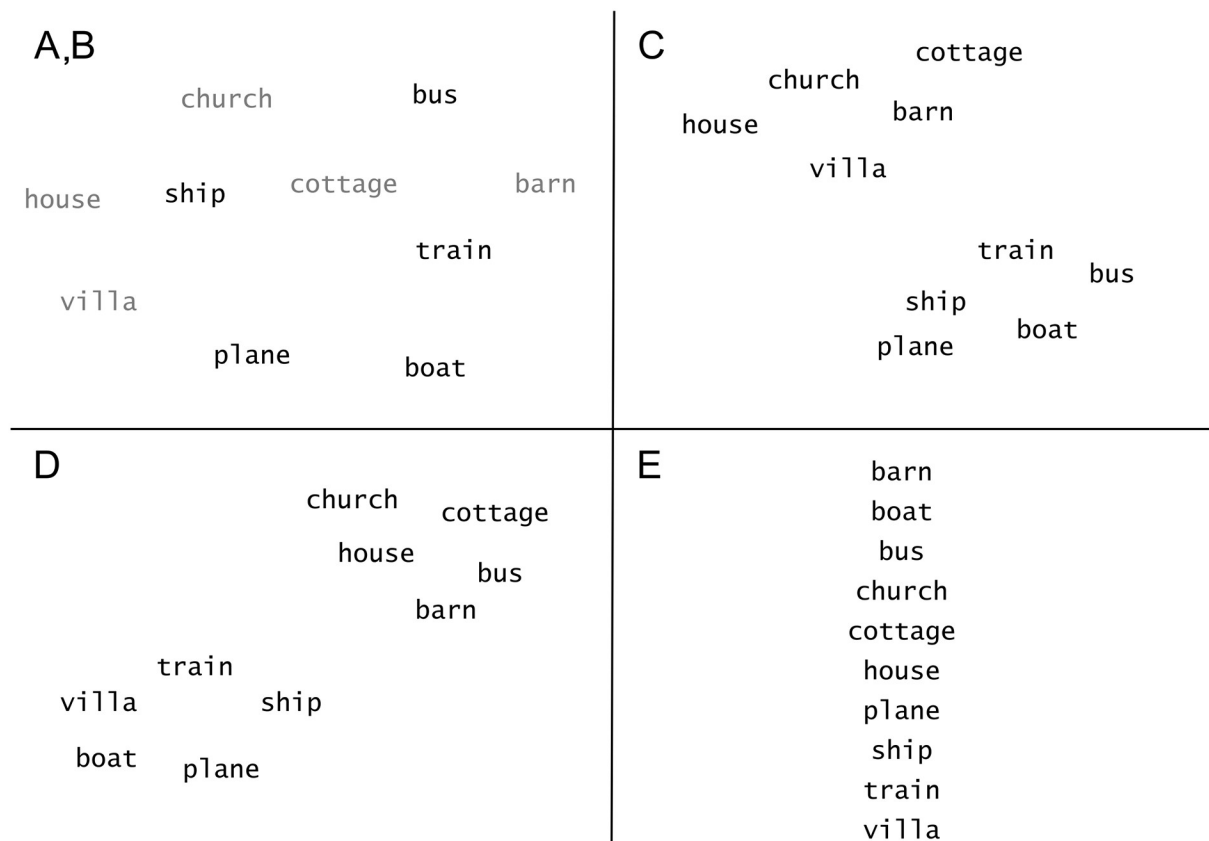 A,B
church
bus
house
ship
cottage
barn
train
villa
plane
boat
C
cottage
church
barn
house
villa
train
bus
ship
boat
plane
D
church
cottage
house
bus
barn
train
villa
ship
boat
plane
E
barn
boat
bus
church
cottage
house
plane
ship
train
villa